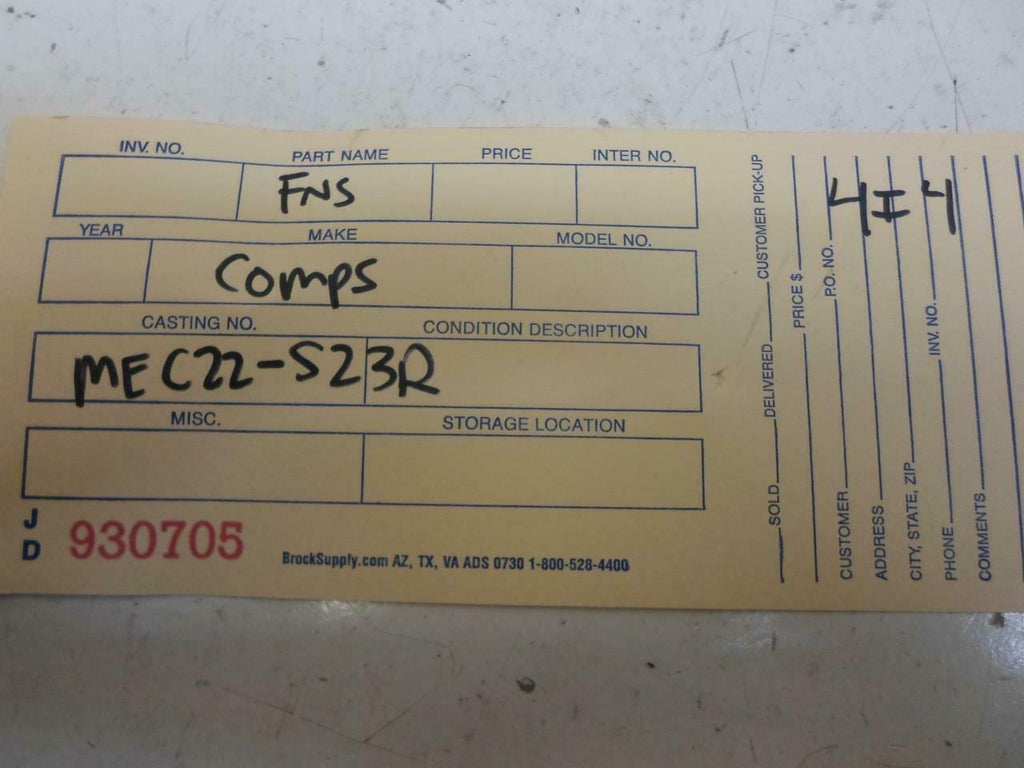 INV. NO. PART NAME PRICE INTER NO.
FNS
YEAR MAKE MODEL NO.
Comps
CASTING NO. CONDITION DESCRIPTION
MEC22-S23R
MISC. STORAGE LOCATION
J D 930705
BrockSupply.com AZ, TX, VA ADS 0730 1-800-528-4400
SOLD DELIVERED CUSTOMER PICK-UP
PRICE $
CUSTOMER P.O. NO.
ADDRESS
CITY, STATE, ZIP
PHONE INV. NO.
COMMENTS